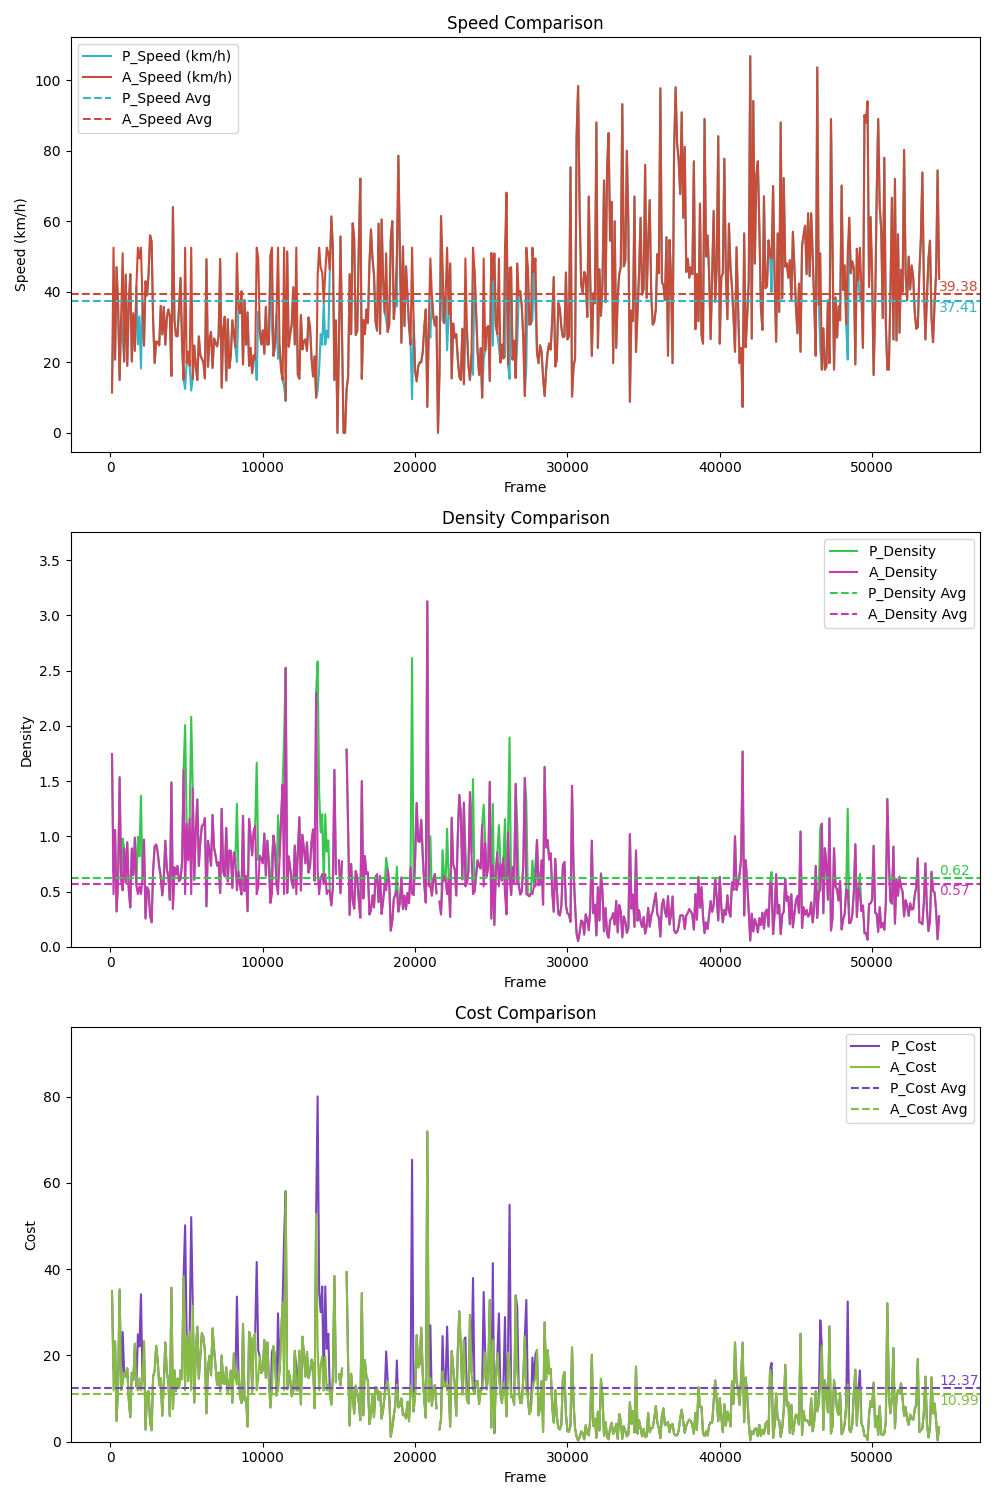 Speed Comparison
P_Speed (km/h)
A_Speed (km/h)
P_Speed Avg
A_Speed Avg
100
80
60
40
20
0
Speed (km/h)
39.38
37.41
0 10000 20000 30000 40000 50000
Frame
Density Comparison
P_Density
A_Density
P_Density Avg
A_Density Avg
3.5
3.0
2.5
2.0
1.5
1.0
0.5
0.0
Density
0.62
0.57
0 10000 20000 30000 40000 50000
Frame
Cost Comparison
P_Cost
A_Cost
P_Cost Avg
A_Cost Avg
80
60
40
20
0
Cost
12.37
10.99
0 10000 20000 30000 40000 50000
Frame